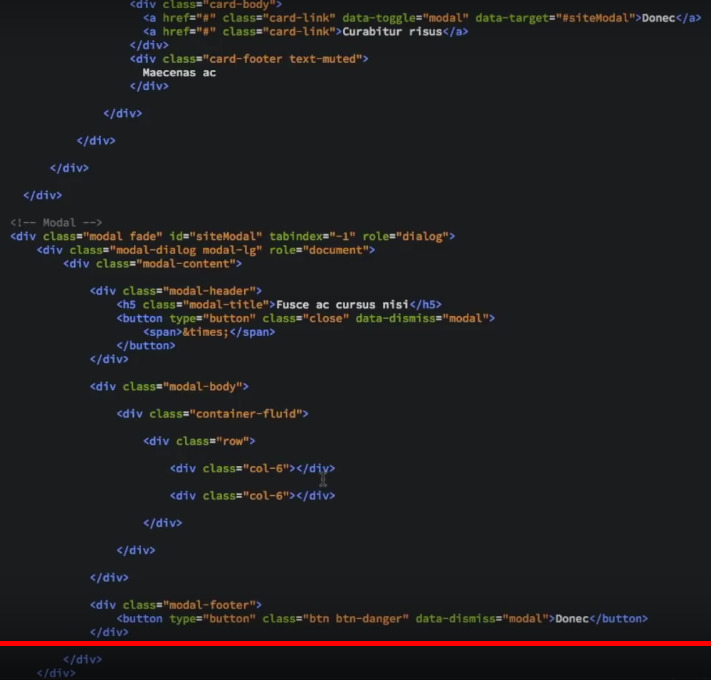 <div class="card-body">
<a href="#" class="card-link" data-toggle="modal" data-target="#siteModal">Donec</a>
<a href="#" class="card-link">Curabitur risus</a>
</div>
<div class="card-footer text-muted">
Maecenas ac
</div>
</div>
</div>
</div>
</div>
<!-- Modal -->
<div class="modal fade" id="siteModal" tabindex="-1" role="dialog">
<div class="modal-dialog modal-lg" role="document">
<div class="modal-content">
<div class="modal-header">
<h5 class="modal-title">Fusce ac cursus nisi</h5>
<button type="button" class="close" data-dismiss="modal">
<span>&times;</span>
</button>
</div>
<div class="modal-body">
<div class="container-fluid">
<div class="row">
<div class="col-6"></div>
<div class="col-6"></div>
</div>
</div>
</div>
<div class="modal-footer">
<button type="button" class="btn btn-danger" data-dismiss="modal">Donec</button>
</div>
</div>
</div>